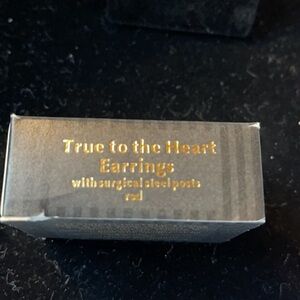 True to the Heart
Earrings
with surgical steel posts
red